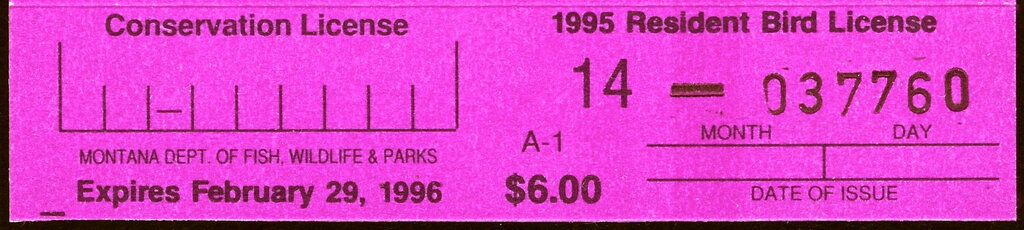 Conservation License
MONTANA DEPT. OF FISH, WILDLIFE & PARKS
Expires February 29, 1996
1995 Resident Bird License
14 — 037760
A-1
$6.00
MONTH DAY
DATE OF ISSUE